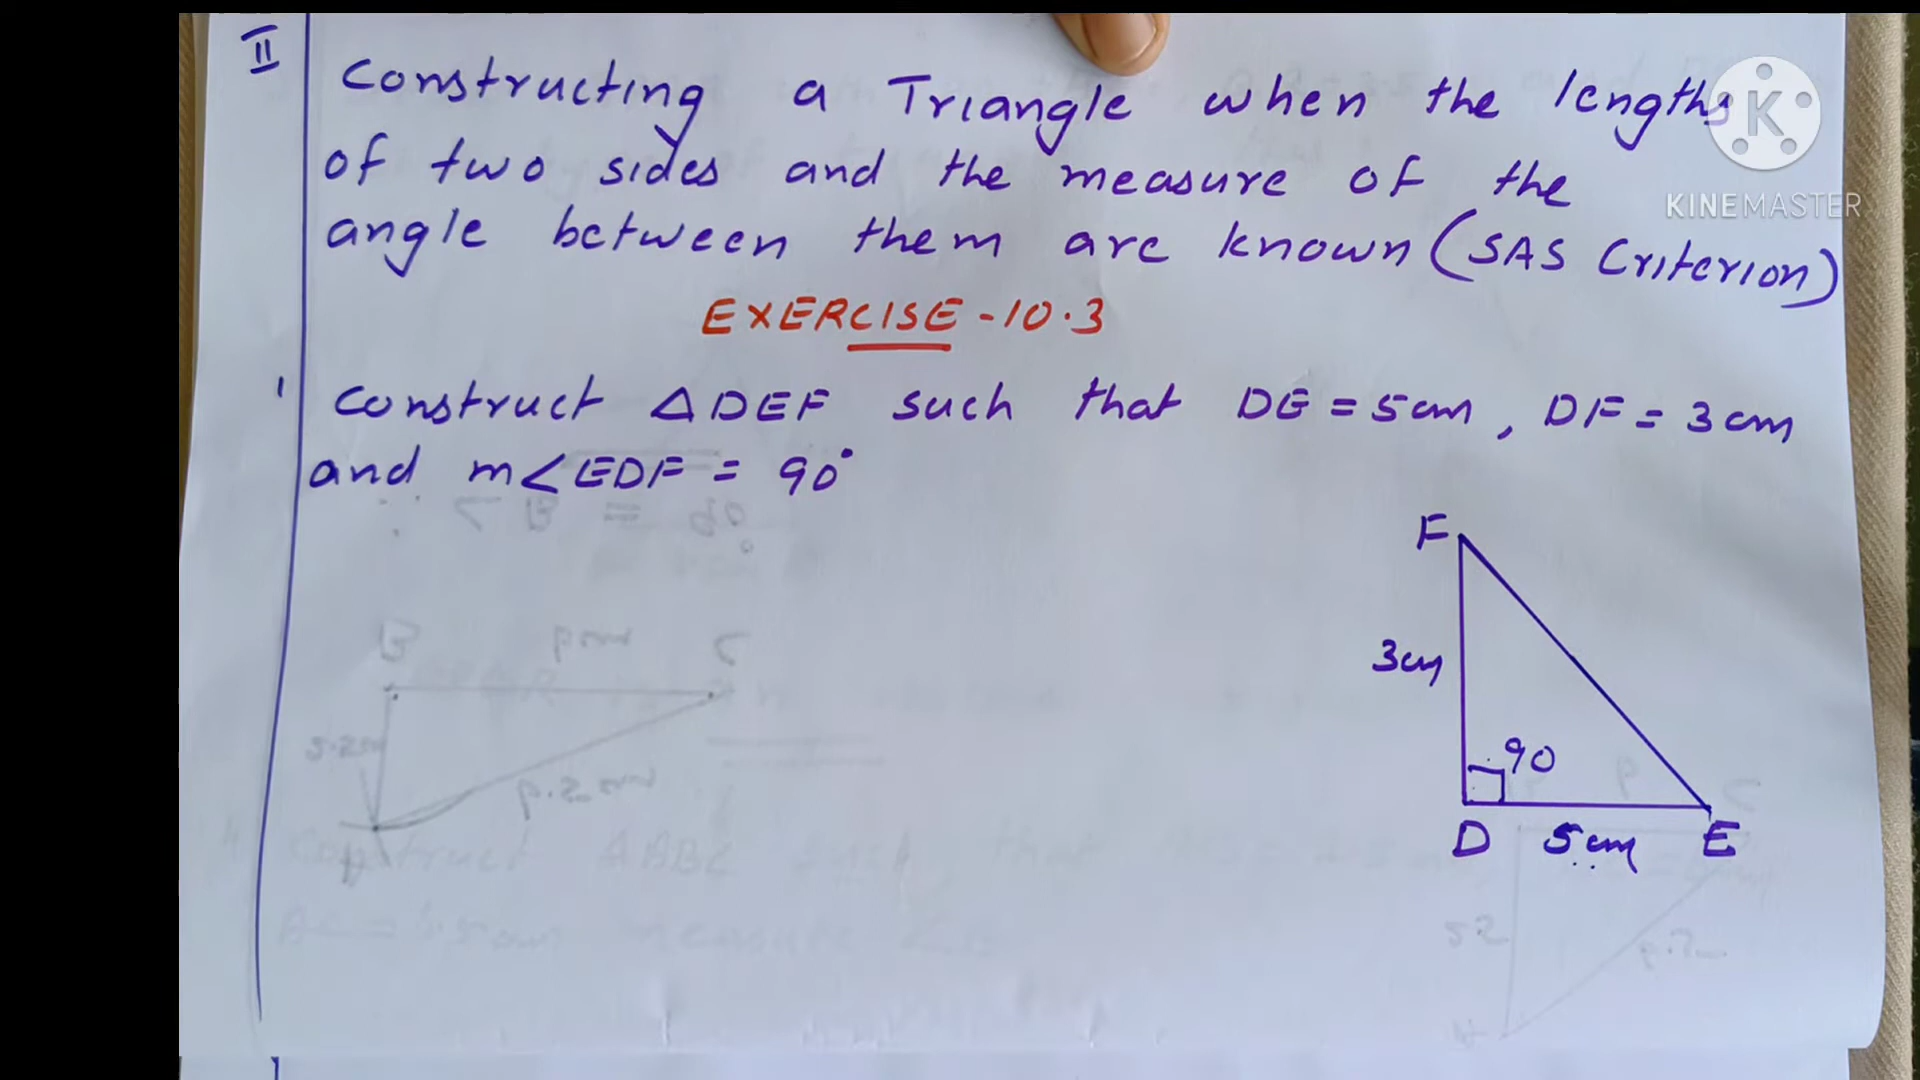 II
Constructing a Triangle when the lengths
of two sides and the measure of the
angle between them are known (SAS Criterion)
EXERCISE - 10.3
1 Construct △DEF such that DE = 5cm, DF = 3cm
and m∠EDF = 90°
F
3cm
90
D 5cm E
K
KINEMASTER